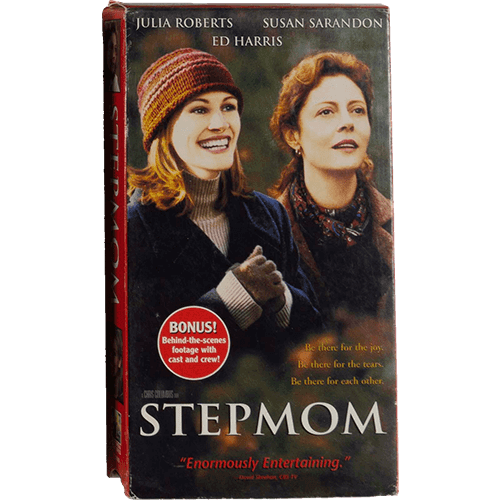 JULIA ROBERTS SUSAN SARANDON
ED HARRIS
STEPMOM
BONUS!
Behind-the-scenes
footage with
cast and crew!
Be there for the joy.
Be there for the tears.
Be there for each other.
STEPMOM
"Enormously Entertaining."